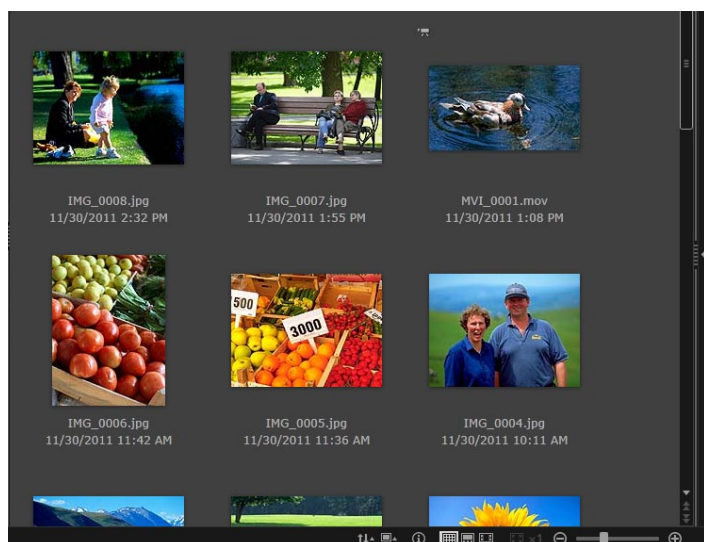 IMG_0008.jpg
11/30/2011 2:32 PM
IMG_0007.jpg
11/30/2011 1:55 PM
MVI_0001.mov
11/30/2011 1:08 PM
500
3000
IMG_0006.jpg
11/30/2011 11:42 AM
IMG_0005.jpg
11/30/2011 11:36 AM
IMG_0004.jpg
11/30/2011 10:11 AM
×1